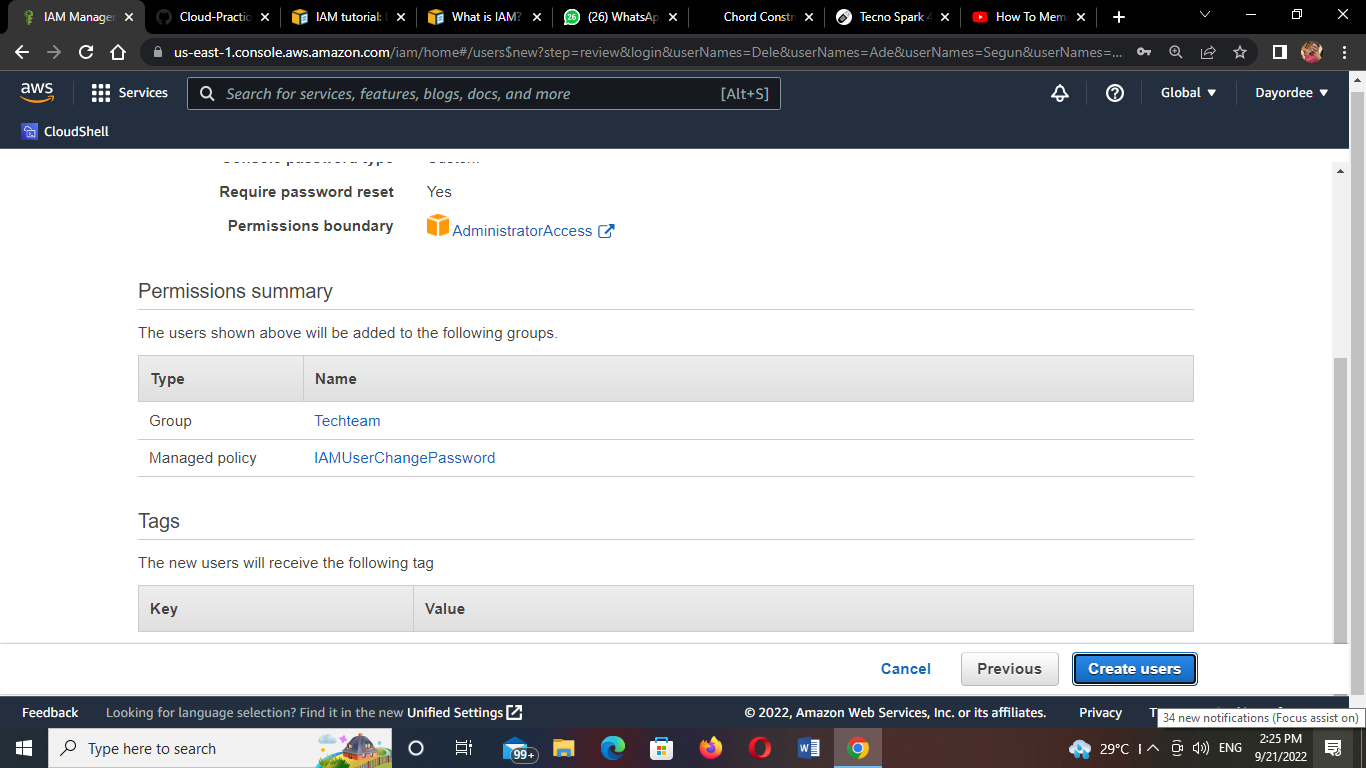 IAM Manager
Cloud-Practic
IAM tutorial:
What is IAM?
(26) WhatsAp
Chord Constr
Tecno Spark 4
How To Mem
us-east-1.console.aws.amazon.com/iam/home#/users$new?step=review&login&userNames=Dele&userNames=Ade&userNames=Segun&userNames=...
aws
Services
Search for services, features, blogs, docs, and more
[Alt+S]
Global
Dayordee
CloudShell
Console password type Custom
Require password reset Yes
Permissions boundary AdministratorAccess
Permissions summary
The users shown above will be added to the following groups.
Type Name
Group Techteam
Managed policy IAMUserChangePassword
Tags
The new users will receive the following tag
Key Value
Cancel Previous Create users
Feedback Looking for language selection? Find it in the new Unified Settings © 2022, Amazon Web Services, Inc. or its affiliates. Privacy
34 new notifications (Focus assist on)
Type here to search
99+
29°C
ENG
2:25 PM
9/21/2022